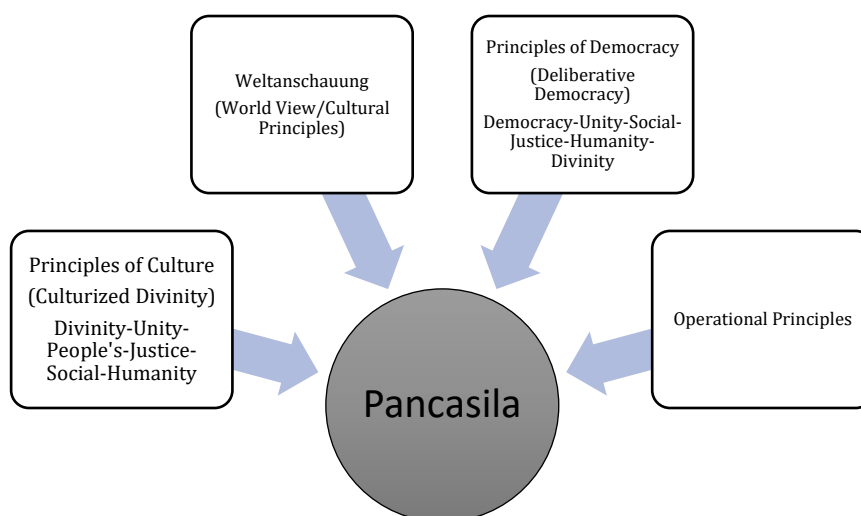 Principles of Culture
(Culturized Divinity)
Divinity-Unity-
People's-Justice-
Social-Humanity
Weltanschauung
(World View/Cultural
Principles)
Principles of Democracy
(Deliberative
Democracy)
Democracy-Unity-Social-
Justice-Humanity-
Divinity
Operational Principles
Pancasila